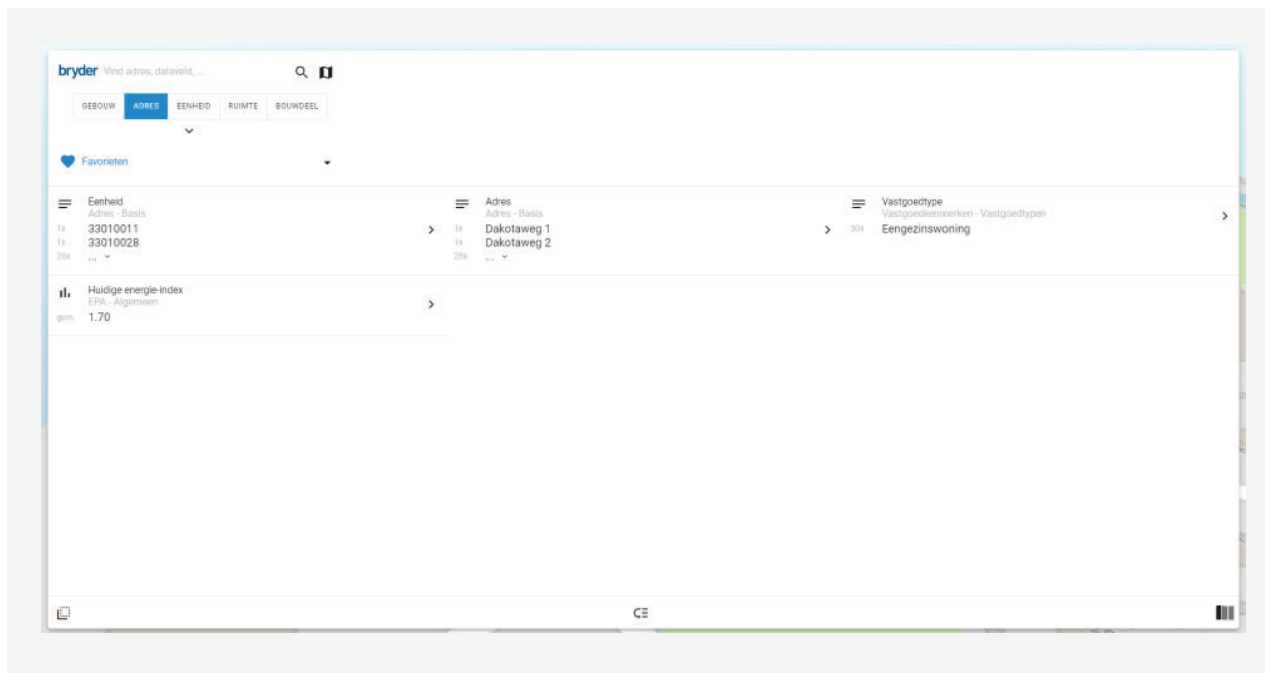 bryder Vind adres, dataveld, ...
GEBOUW ADRES EENHEID RUIMTE BOUWDEEL
Favorieten
Eenheid
Adres - Basis
1x 33010011
1x 33010028
28x ...
Adres
Adres - Basis
1x Dakotaweg 1
1x Dakotaweg 2
28x ...
Vastgoedtype
Vastgoedkenmerken - Vastgoedtypen
30x Eengezinswoning
Huidige energie-index
EPA - Algemeen
gem. 1.70